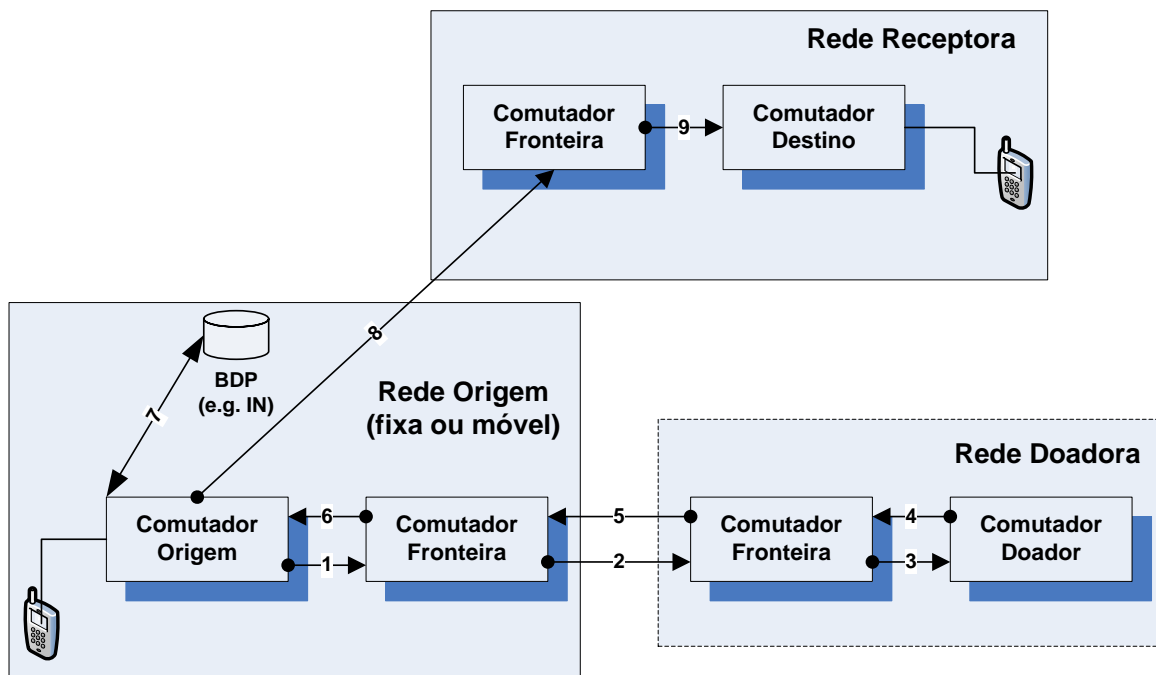 Rede Receptora
Comutador
Fronteira
9
Comutador
Destino
8
BDP
(e.g. IN)
7
Rede Origem
(fixa ou móvel)
Rede Doadora
Comutador
Origem
6
1
Comutador
Fronteira
5
2
Comutador
Fronteira
4
3
Comutador
Doador